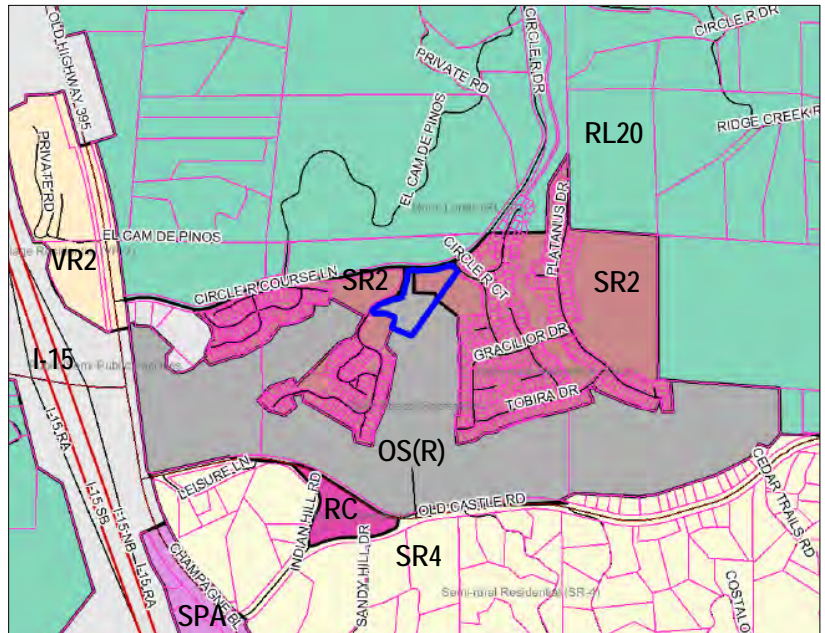 OLD HIGHWAY 395
CIRCLE R DR
CIRCLE R DR
PRIVATE RD
PRIVATE RD
EL CAM DE PINOS
RIDGE CREEK R
RL20
PLATANUS DR
EL CAM DE PINOS
VR2
CIRCLE R COURSE LN
SR2
CIRCLE R CT
SR2
GRACILIOR DR
I-15
TOBIRA DR
I-15 RA
OS(R)
LEISURE LN
INDIAN HILL RD
RC
OLD CASTLE RD
CEDAR TRAILS RD
I-15 SB
I-15 NB
I-15 RA
SANDY HILL DR
SR4
CHAMPAGNE BL
Semi-rural Residential (SR-4)
SPA
COSTALO